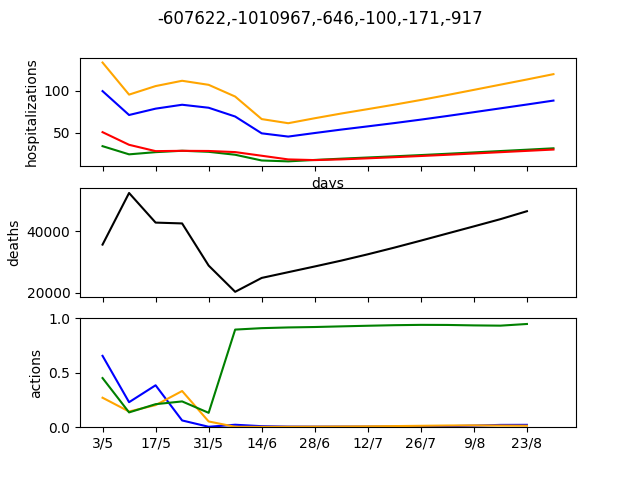 -607622,-1010967,-646,-100,-171,-917
hospitalizations
100
50
days
deaths
40000
20000
actions
1.0
0.5
0.0
3/5 17/5 31/5 14/6 28/6 12/7 26/7 9/8 23/8